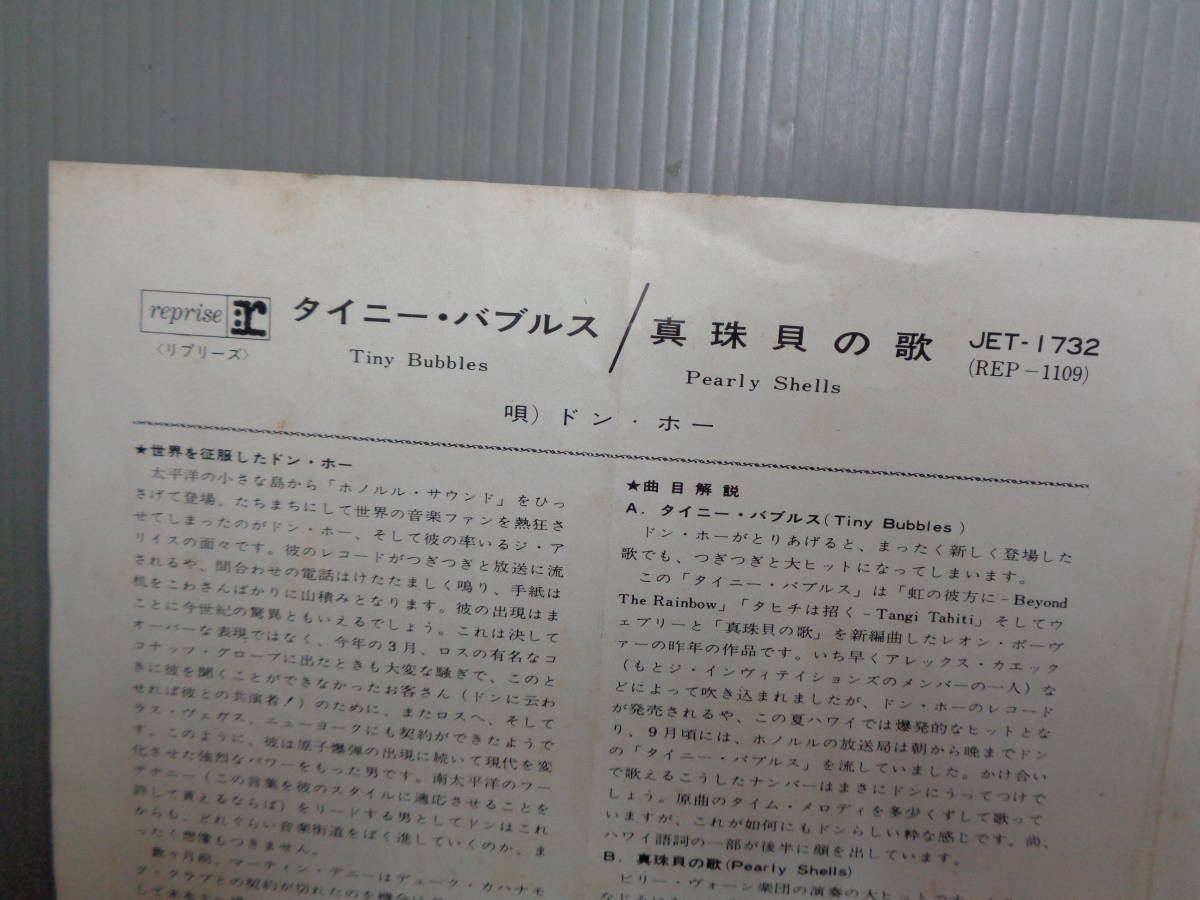 reprise r
〈リプリーズ〉
タイニー・バブルス/真珠貝の歌
Tiny Bubbles
Pearly Shells
JET-1732
(REP-1109)
唄)ドン・ホー
★世界を征服したドン・ホー
太平洋の小さな島から「ホノルル・サウンド」をひっ
さげて登場、たちまちにして世界の音楽ファンを熱狂さ
せてしまったのがドン・ホー、そして彼の率いるジ・ア
リイスの面々です。彼のレコードがつぎつぎと放送に流
されるや、問合わせの電話はけたたましく鳴り、手紙は
机をこわさんばかりに山積みとなります。彼の出現はま
ことに今世紀の驚異ともいえるでしょう。これは決して
オーバーな表現ではなく、今年の3月、ロスの有名なコ
コナッツ・グローブに出たときも大変な騒ぎで、このと
きに彼を聞くことができなかったお客さん(ドンに云わ
せれば彼との共演者!)のために、またロスへ、そして
ラス・ヴェガス、ニューヨークにも契約ができたようで
す。このように、彼は原子爆弾の出現に続いて現代を変
化させた強烈なパワーをもった男です。南太平洋のフー
テナニー(この言葉を彼のスタイルに適応させることを
許して貰えるならば)をリードする男としてドンはこれ
からも、どれぐらい音楽街道をばく進していくのか、ま
ったく想像もつきません。
数ヶ月前、マーティン・デニーはデューク・カハナモ
ク・クラブとの契約が切れたのを機会に
★曲目解説
A. タイニー・バブルス(Tiny Bubbles)
ドン・ホーがとりあげると、まったく新しく登場した
歌でも、つぎつぎと大ヒットになってしまいます。
この「タイニー・バブルス」は「虹の彼方に-Beyond
The Rainbow」「タヒチは招く-Tangi Tahiti」そしてウ
ェブリーと「真珠貝の歌」を新編曲したレオン・ポーヴ
ァーの昨年の作品です。いち早くアレックス・カエック
(もとジ・インヴィテイションズのメンバーの一人)な
どによって吹き込まれましたが、ドン・ホーのレコード
が発売されるや、この夏ハワイでは爆発的なヒットとな
り、9月頃には、ホノルルの放送局は朝から晩までドン
の「タイニー・バブルス」を流していました。かけ合い
で歌えるこうしたナンバーはまさにドンにうってつけで
しょう。原曲のタイム・メロディを多少くずして歌って
いますが、これが如何にもドンらしい粋な感じです。尚、
ハワイ語詞の一部が後半に顔を出しています。
B. 真珠貝の歌(Pearly Shells)
ビリー・ヴォーン楽団の演奏の大ヒットで